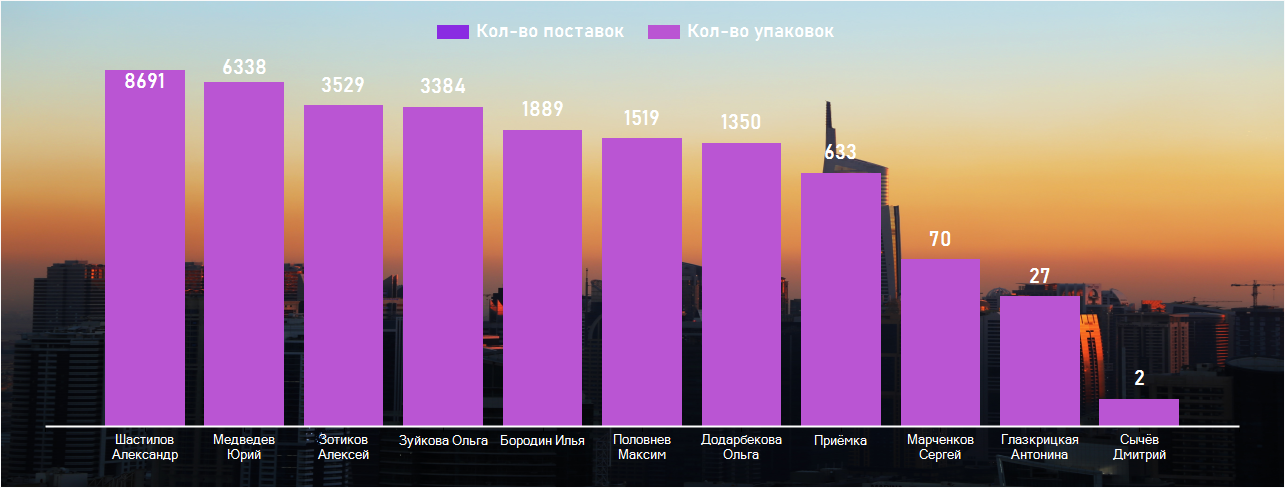 Кол-во поставок Кол-во упаковок
8691 6338 3529 3384 1889 1519 1350 633 70 27 2
Шастилов Медведев Зотиков Зуйкова Ольга Бородин Илья Половнев Додарбекова Приёмка Марченков Глазкрицкая Сычёв
Александр Юрий Алексей Максим Ольга Сергей Антонина Дмитрий